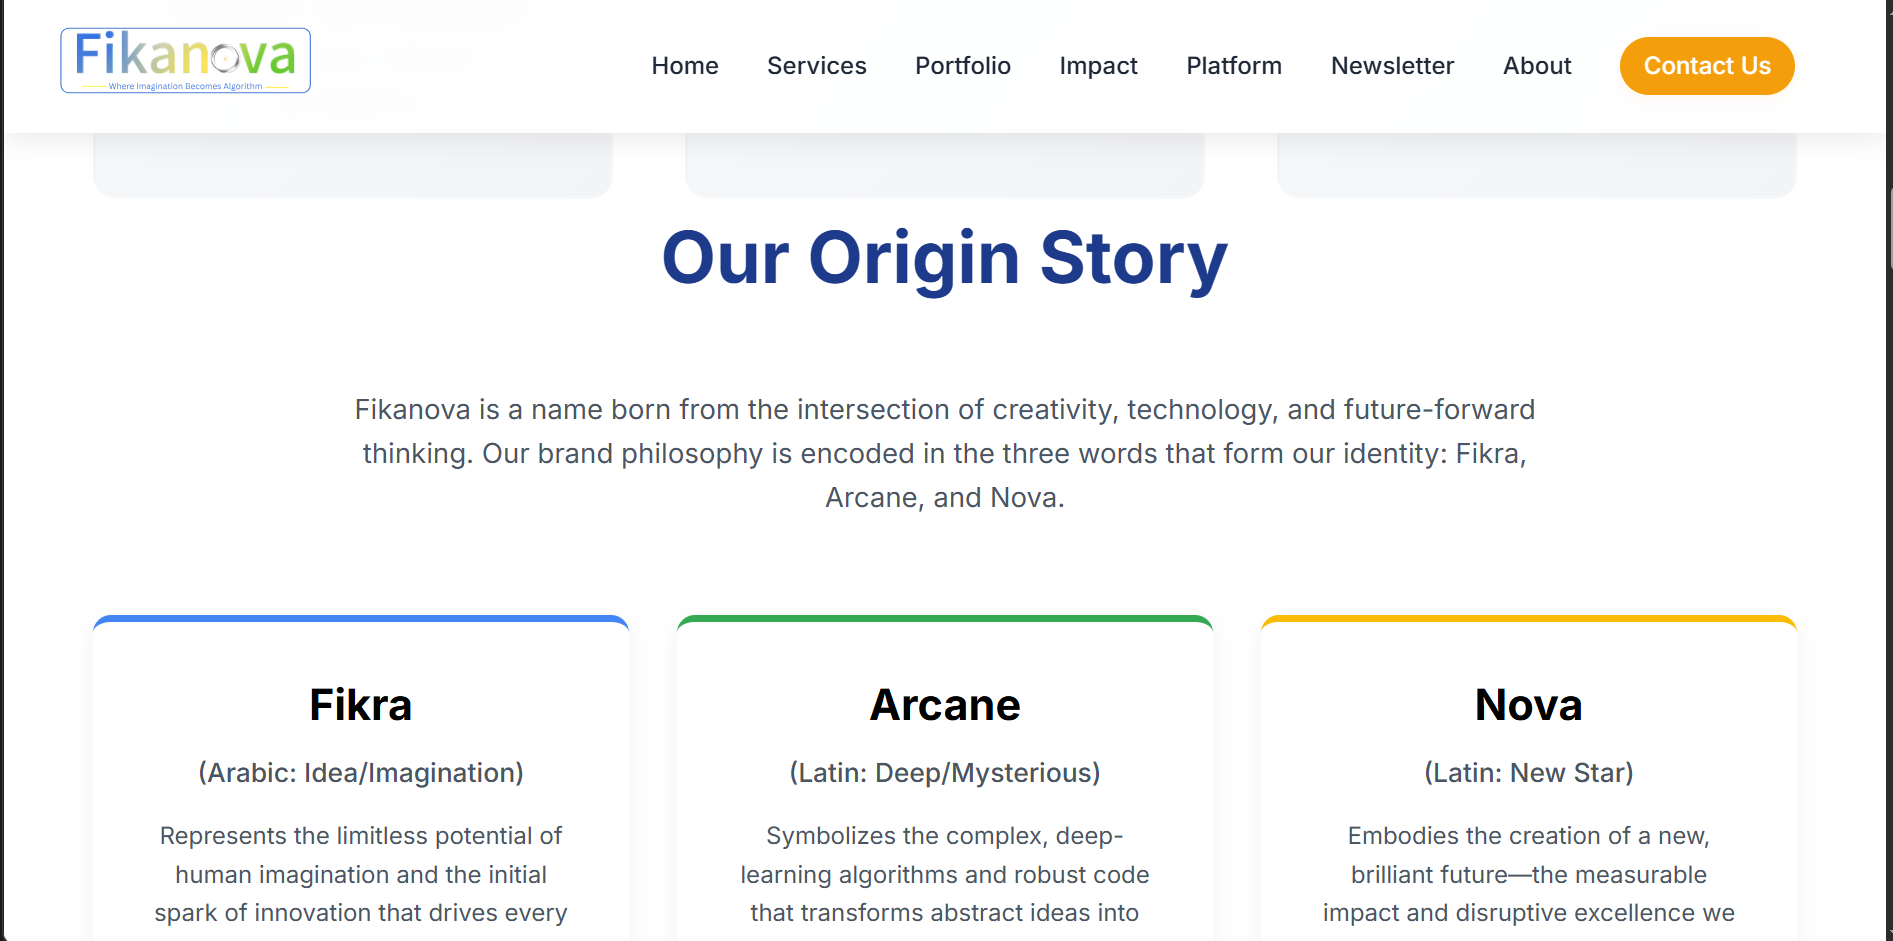 Fikanova
Where Imagination Becomes Algorithm
Home
Services
Portfolio
Impact
Platform
Newsletter
About
Contact Us
Our Origin Story
Fikanova is a name born from the intersection of creativity, technology, and future-forward
thinking. Our brand philosophy is encoded in the three words that form our identity: Fikra,
Arcane, and Nova.
Fikra
(Arabic: Idea/Imagination)
Represents the limitless potential of
human imagination and the initial
spark of innovation that drives every
Arcane
(Latin: Deep/Mysterious)
Symbolizes the complex, deep-
learning algorithms and robust code
that transforms abstract ideas into
Nova
(Latin: New Star)
Embodies the creation of a new,
brilliant future—the measurable
impact and disruptive excellence we